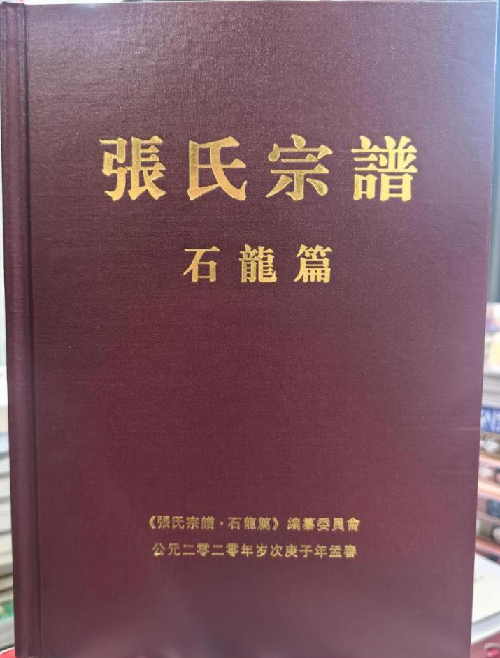 張氏宗譜
石龍篇
《張氏宗譜·石龍篇》编纂委員會
公元二零二零年岁次庚子年孟春